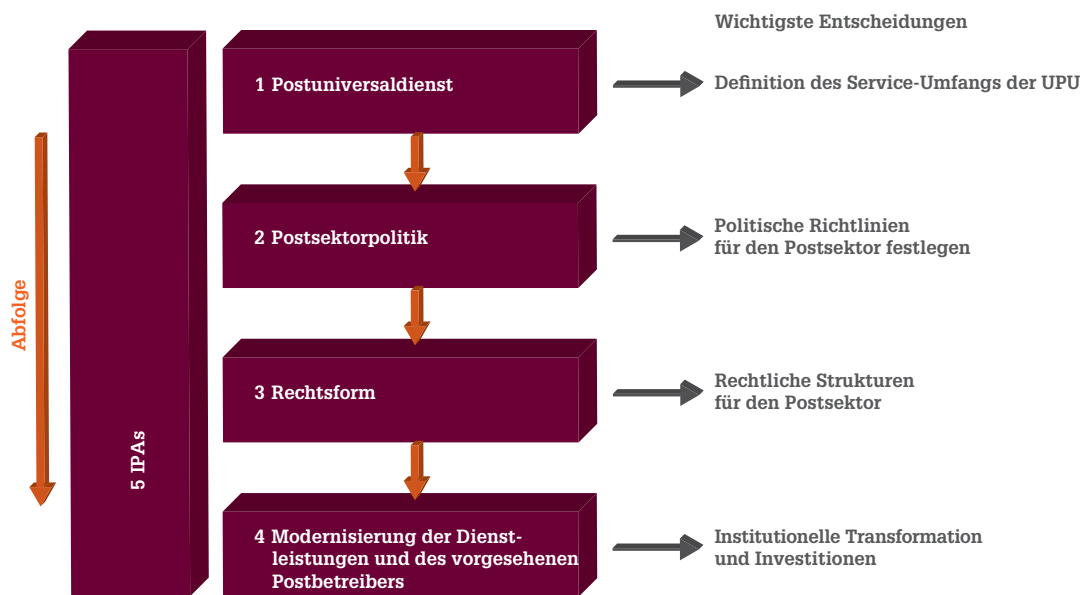 Wichtigste Entscheidungen
1 Postuniversaldienst
Definition des Service-Umfangs der UPU
2 Postsektorpolitik
Politische Richtlinien
für den Postsektor festlegen
Abfolge
3 Rechtsform
Rechtliche Strukturen
für den Postsektor
5 IPAs
4 Modernisierung der Dienst-
leistungen und des vorgesehenen
Postbetreibers
Institutionelle Transformation
und Investitionen